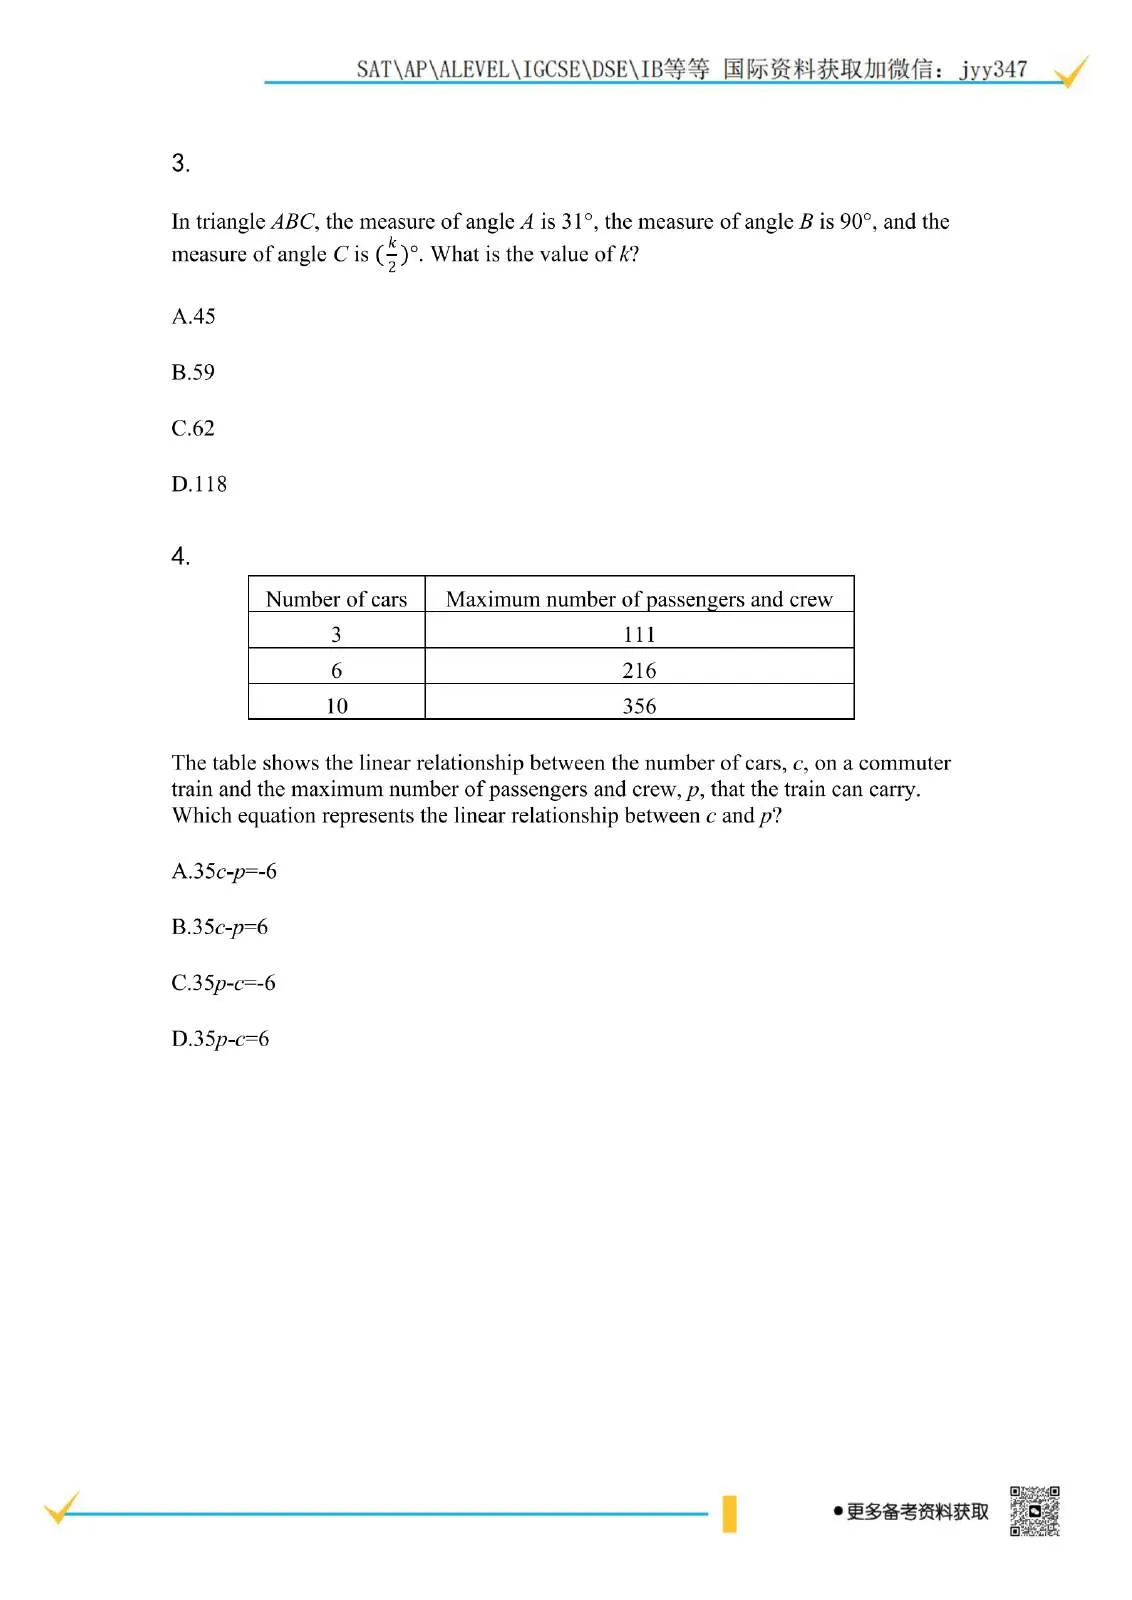 SAT\AP\ALEVEL\IGCSE\DSE\IB等等 国际资料获取加微信：jyy347
3.
In triangle ABC, the measure of angle A is 31°, the measure of angle B is 90°, and the
measure of angle C is (k/2)°. What is the value of k?
A.45
B.59
C.62
D.118
4.
Number of cars Maximum number of passengers and crew
3 111
6 216
10 356
The table shows the linear relationship between the number of cars, c, on a commuter
train and the maximum number of passengers and crew, p, that the train can carry.
Which equation represents the linear relationship between c and p?
A.35c-p=-6
B.35c-p=6
C.35p-c=-6
D.35p-c=6
●更多备考资料获取